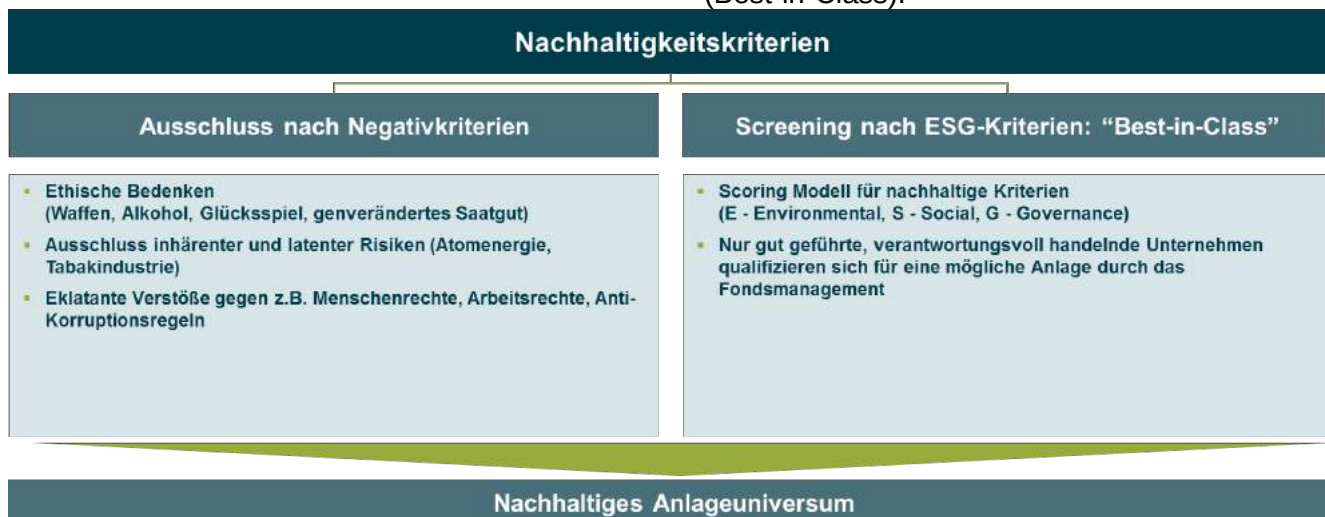 (Best-in-Class).
Nachhaltigkeitskriterien
Ausschluss nach Negativkriterien
▪ Ethische Bedenken
(Waffen, Alkohol, Glücksspiel, genverändertes Saatgut)
▪ Ausschluss inhärenter und latenter Risiken (Atomenergie,
Tabakindustrie)
▪ Eklatante Verstöße gegen z.B. Menschenrechte, Arbeitsrechte, Anti-
Korruptionsregeln
Screening nach ESG-Kriterien: “Best-in-Class”
▪ Scoring Modell für nachhaltige Kriterien
(E - Environmental, S - Social, G - Governance)
▪ Nur gut geführte, verantwortungsvoll handelnde Unternehmen
qualifizieren sich für eine mögliche Anlage durch das
Fondsmanagement
Nachhaltiges Anlageuniversum